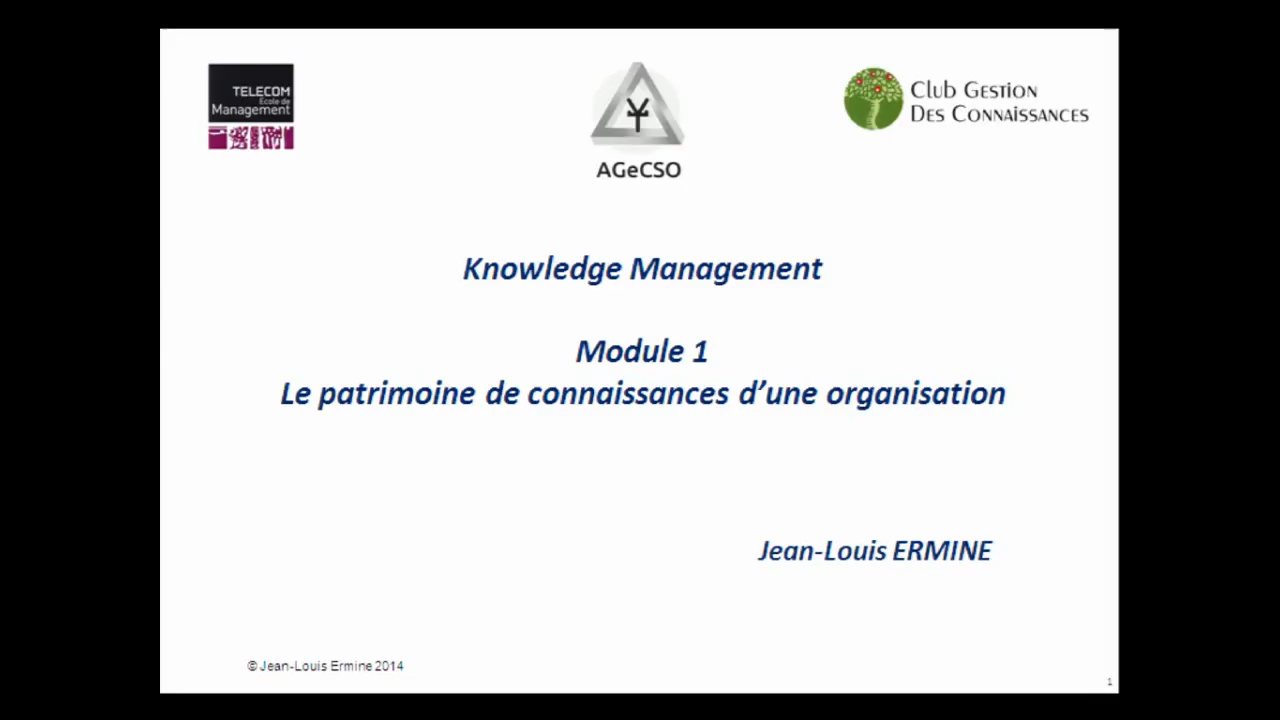 TELECOM
Ecole de
Management
AGeCSO
Club Gestion
Des Connaissances
Knowledge Management
Module 1
Le patrimoine de connaissances d’une organisation
Jean-Louis ERMINE
© Jean-Louis Ermine 2014
1